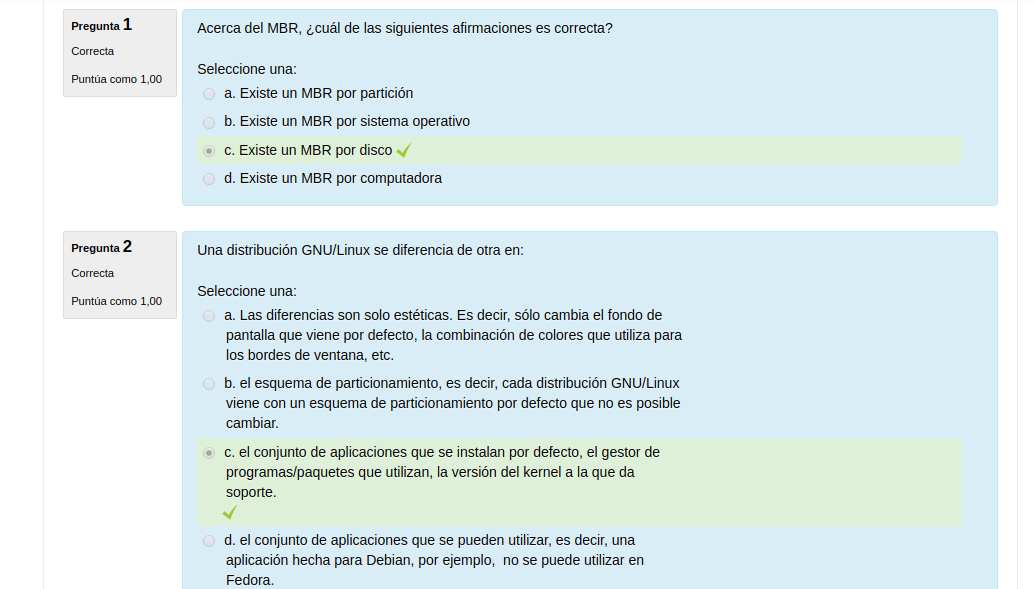 Pregunta 1
Correcta
Puntúa como 1,00
Acerca del MBR, ¿cuál de las siguientes afirmaciones es correcta?
Seleccione una:
a. Existe un MBR por partición
b. Existe un MBR por sistema operativo
c. Existe un MBR por disco
d. Existe un MBR por computadora
Pregunta 2
Correcta
Puntúa como 1,00
Una distribución GNU/Linux se diferencia de otra en:
Seleccione una:
a. Las diferencias son solo estéticas. Es decir, sólo cambia el fondo de
pantalla que viene por defecto, la combinación de colores que utiliza para
los bordes de ventana, etc.
b. el esquema de particionamiento, es decir, cada distribución GNU/Linux
viene con un esquema de particionamiento por defecto que no es posible
cambiar.
c. el conjunto de aplicaciones que se instalan por defecto, el gestor de
programas/paquetes que utilizan, la versión del kernel a la que da
soporte.
d. el conjunto de aplicaciones que se pueden utilizar, es decir, una
aplicación hecha para Debian, por ejemplo,  no se puede utilizar en
Fedora.